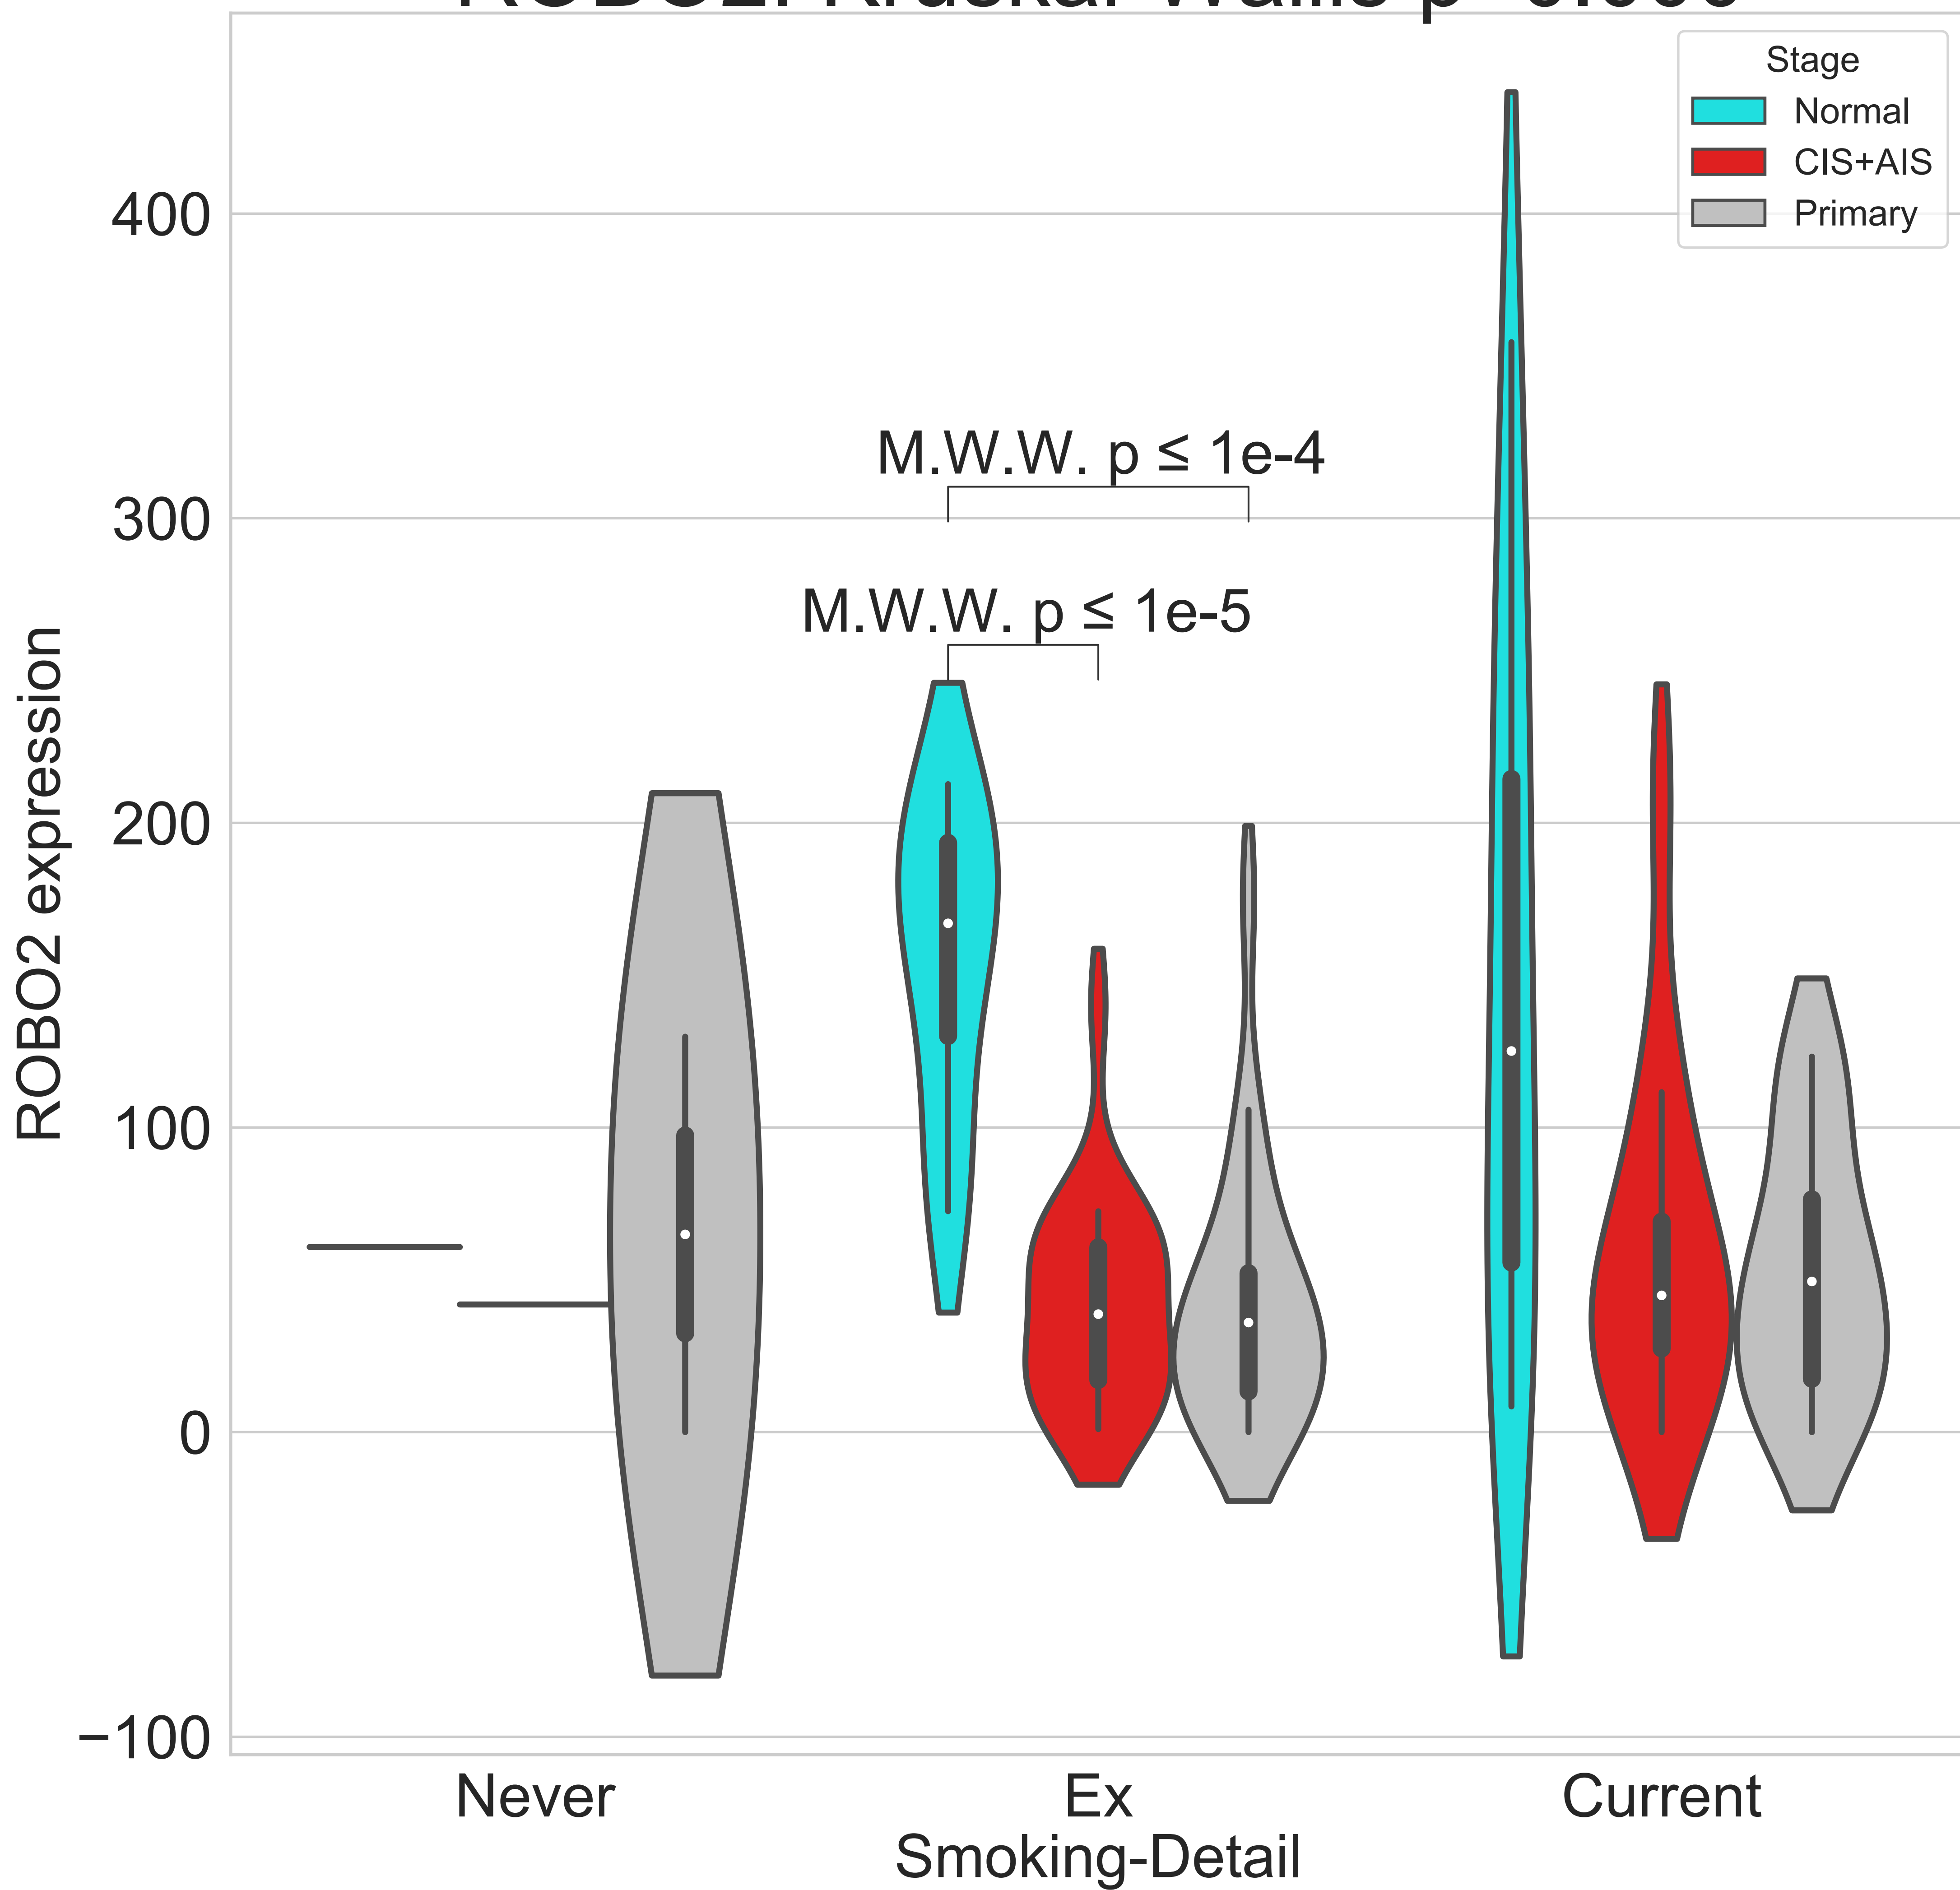 Stage
Normal
CIS+AIS
Primary
400
300
200
100
0
−100
ROBO2 expression
M.W.W. p ≤ 1e-4
M.W.W. p ≤ 1e-5
Never
Ex
Current
Smoking-Detail